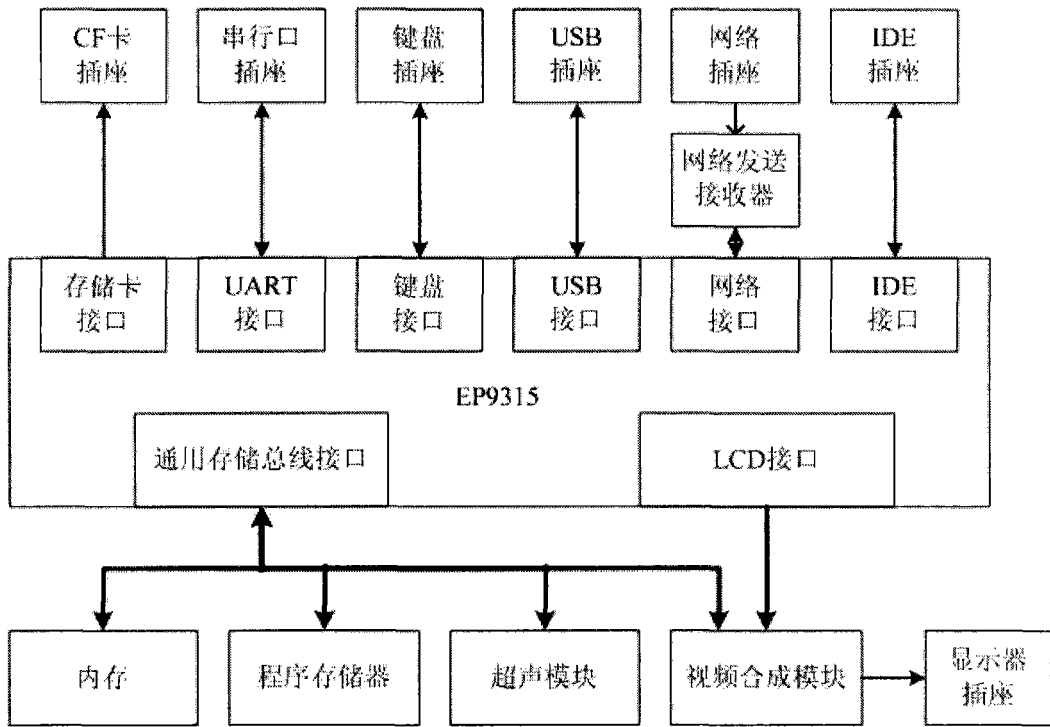 CF卡
插座
串行口
插座
键盘
插座
USB
插座
网络
插座
IDE
插座
网络发送
接收器
存储卡
接口
UART
接口
键盘
接口
USB
接口
网络
接口
IDE
接口
EP9315
通用存储总线接口
LCD接口
内存
程序存储器
超声模块
视频合成模块
显示器
插座